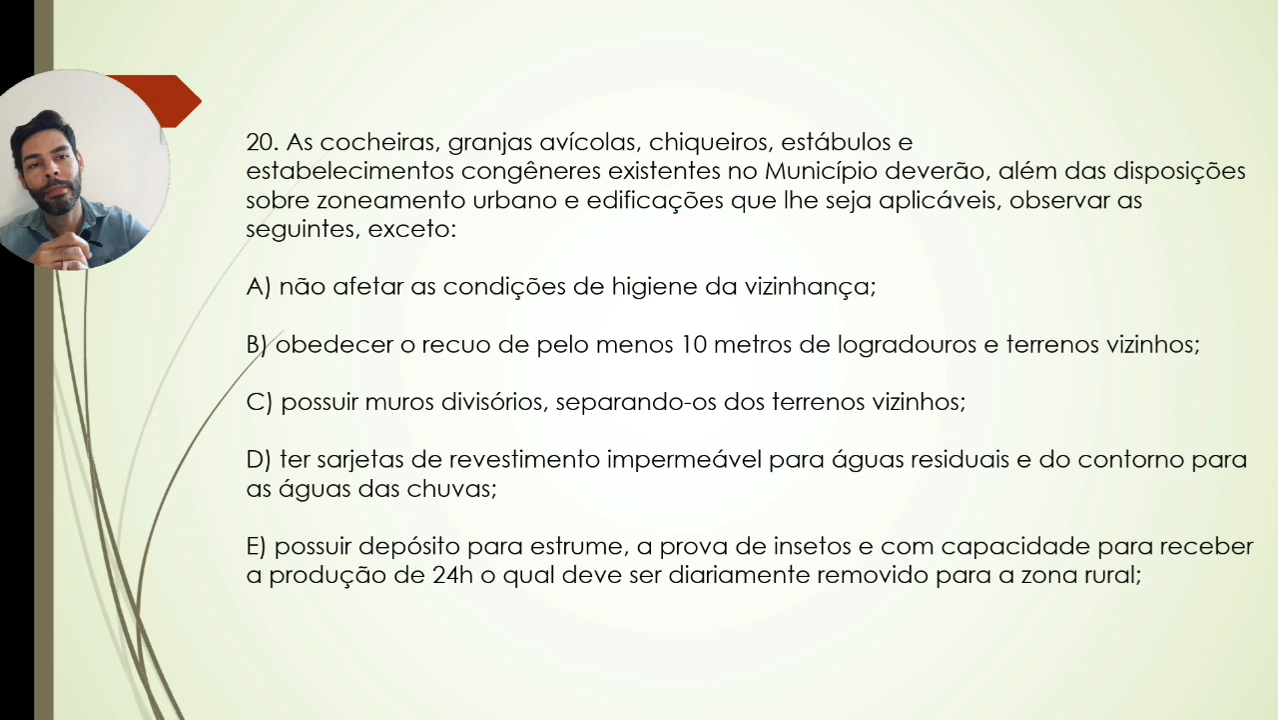 20. As cocheiras, granjas avícolas, chiqueiros, estábulos e
estabelecimentos congêneres existentes no Município deverão, além das disposições
sobre zoneamento urbano e edificações que lhe seja aplicáveis, observar as
seguintes, exceto:
A) não afetar as condições de higiene da vizinhança;
B) obedecer o recuo de pelo menos 10 metros de logradouros e terrenos vizinhos;
C) possuir muros divisórios, separando-os dos terrenos vizinhos;
D) ter sarjetas de revestimento impermeável para águas residuais e do contorno para
as águas das chuvas;
E) possuir depósito para estrume, a prova de insetos e com capacidade para receber
a produção de 24h o qual deve ser diariamente removido para a zona rural;